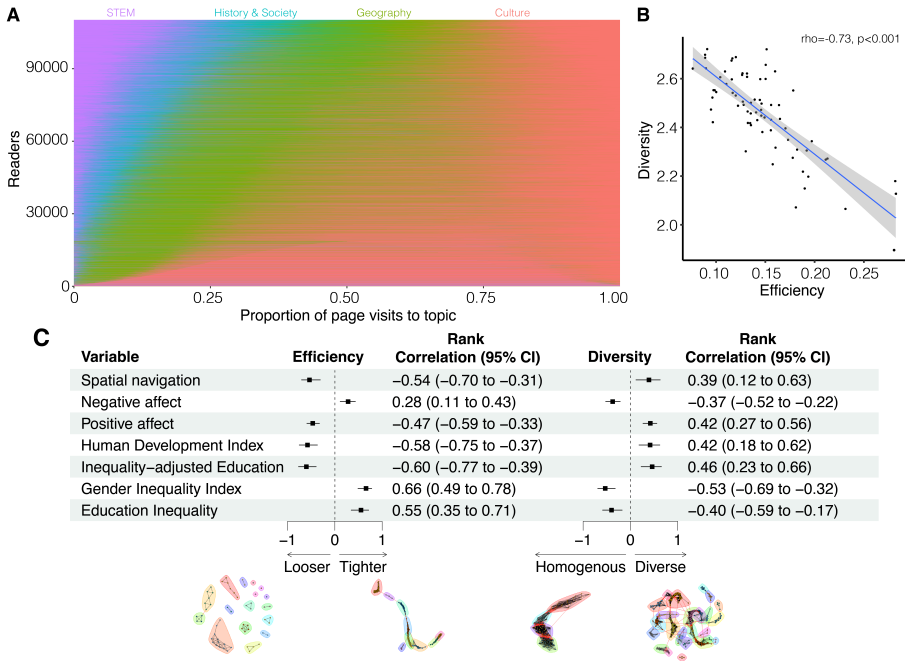 A
STEM
History & Society
Geography
Culture
Readers
90000
60000
30000
0
0
0.25
0.50
0.75
1.00
Proportion of page visits to topic
B
rho=-0.73, p<0.001
Diversity
2.6
2.4
2.2
2.0
0.10
0.15
0.20
0.25
Efficiency
C
Variable Efficiency Rank Correlation (95% CI) Diversity Rank Correlation (95% CI)
Spatial navigation −0.54 (−0.70 to −0.31) 0.39 (0.12 to 0.63)
Negative affect 0.28 (0.11 to 0.43) −0.37 (−0.52 to −0.22)
Positive affect −0.47 (−0.59 to −0.33) 0.42 (0.27 to 0.56)
Human Development Index −0.58 (−0.75 to −0.37) 0.42 (0.18 to 0.62)
Inequality−adjusted Education −0.60 (−0.77 to −0.39) 0.46 (0.23 to 0.66)
Gender Inequality Index 0.66 (0.49 to 0.78) −0.53 (−0.69 to −0.32)
Education Inequality 0.55 (0.35 to 0.71) −0.40 (−0.59 to −0.17)
−1 0 1 −1 0 1
Looser Tighter Homogenous Diverse